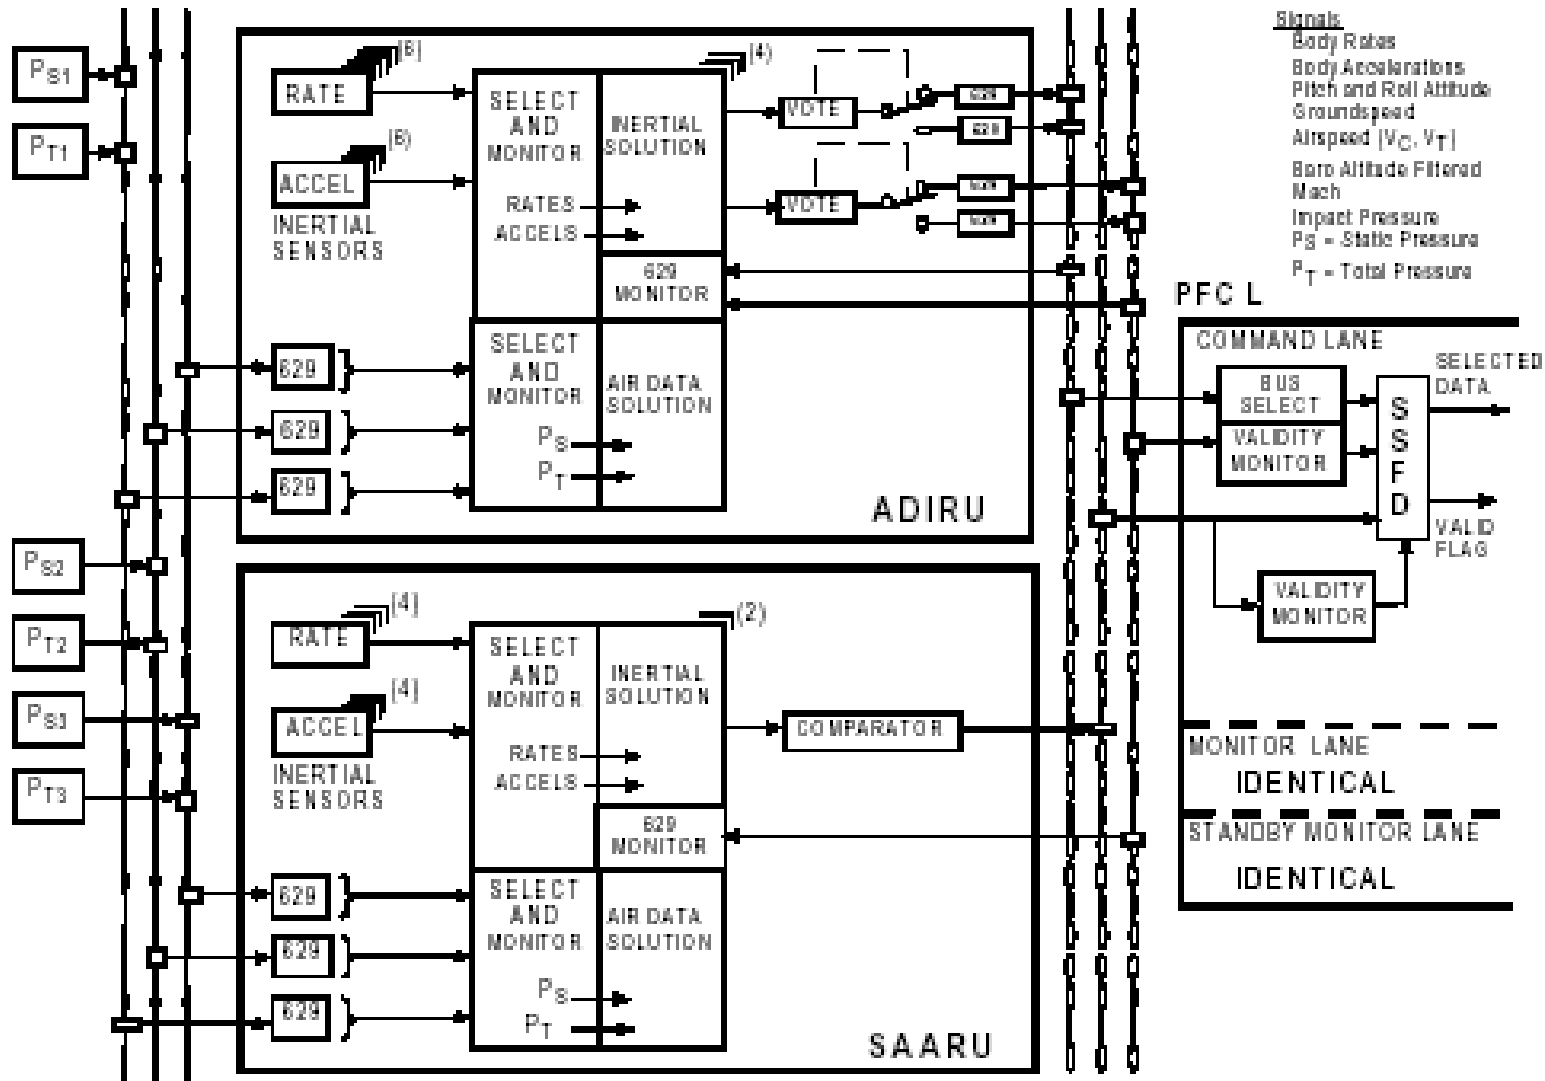 PS1
PT1
PS2
PT2
PS3
PT3
RATE
(6)
ACCEL
(6)
INERTIAL
SENSORS
SELECT
AND
MONITOR
RATES
ACCELS
INERTIAL
SOLUTION
(4)
VOTE
629
629
VOTE
629
629
629
MONITOR
629
629
629
SELECT
AND
MONITOR
PS
PT
AIR DATA
SOLUTION
ADIRU
RATE
[4]
ACCEL
[4]
INERTIAL
SENSORS
SELECT
AND
MONITOR
RATES
ACCELS
INERTIAL
SOLUTION
(2)
COMPARATOR
629
MONITOR
629
629
629
SELECT
AND
MONITOR
PS
PT
AIR DATA
SOLUTION
SAARU
Signals
Body Rates
Body Accelerations
Pitch and Roll Attitude
Groundspeed
Airspeed (VC, VT)
Baro Altitude Filtered
Mach
Impact Pressure
PS = Static Pressure
PT = Total Pressure
PFC L
COMMAND LANE
BUS
SELECT
VALIDITY
MONITOR
SSFD
SELECTED
DATA
VALID
FLAG
VALIDITY
MONITOR
MONITOR LANE
IDENTICAL
STANDBY MONITOR LANE
IDENTICAL